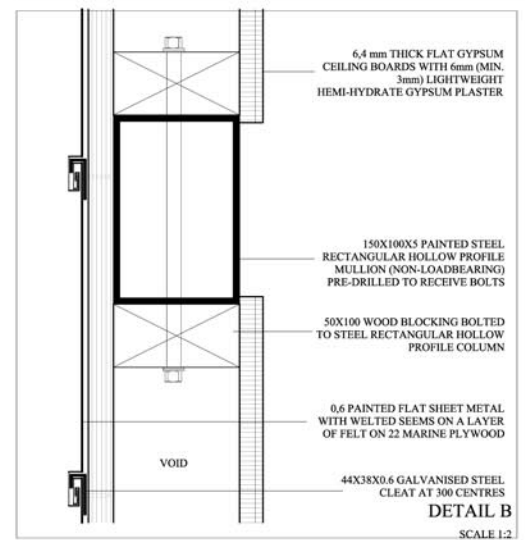 6,4 mm THICK FLAT GYPSUM
CEILING BOARDS WITH 6mm (MIN.
3mm) LIGHTWEIGHT
HEMI-HYDRATE GYPSUM PLASTER
150X100X5 PAINTED STEEL
RECTANGULAR HOLLOW PROFILE
MULLION (NON-LOADBEARING)
PRE-DRILLED TO RECEIVE BOLTS
50X100 WOOD BLOCKING BOLTED
TO STEEL RECTANGULAR HOLLOW
PROFILE COLUMN
0,6 PAINTED FLAT SHEET METAL
WITH WELTED SEEMS ON A LAYER
OF FELT ON 22 MARINE PLYWOOD
VOID
44X38X0.6 GALVANISED STEEL
CLEAT AT 300 CENTRES
DETAIL B
SCALE 1:2